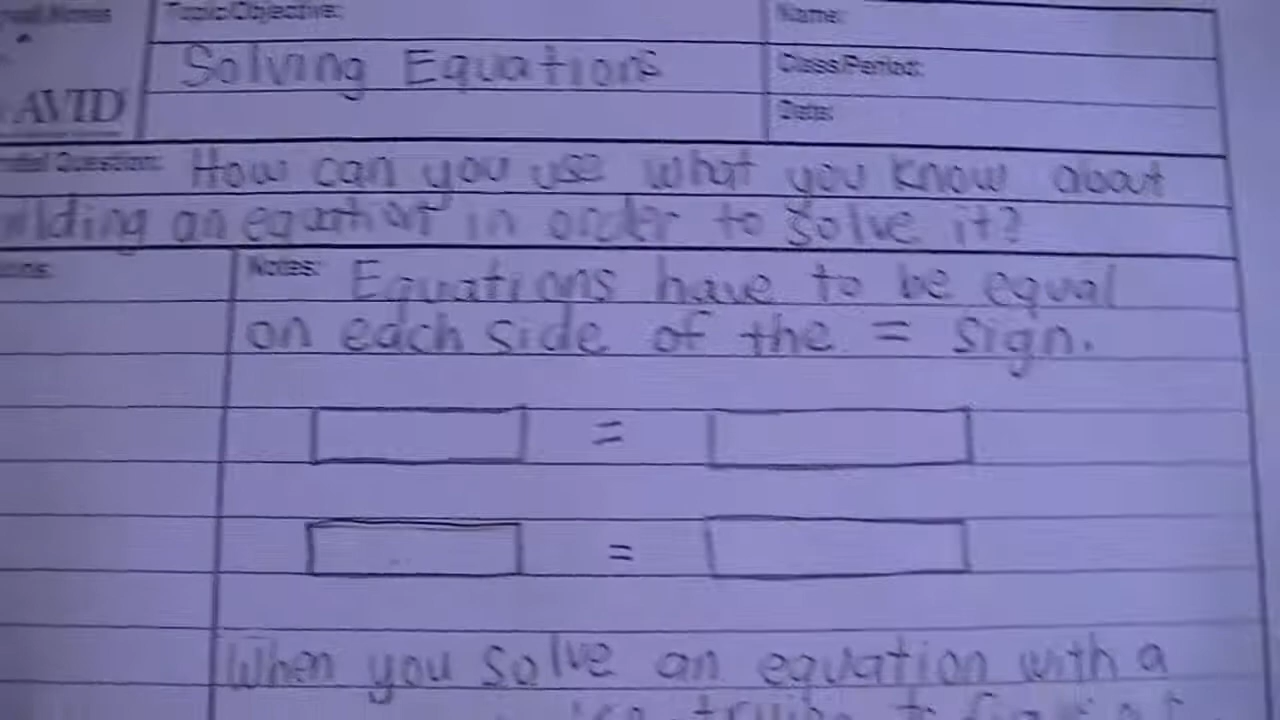 Notes
Topic/Objective:
Name:
Solving Equations
Class/Period:
AVID
Date:
Question: How can you use what you know about
an equation in order to solve it?
Notes: Equations have to be equal
on each side of the = sign.
=
=
When you solve an equation with a